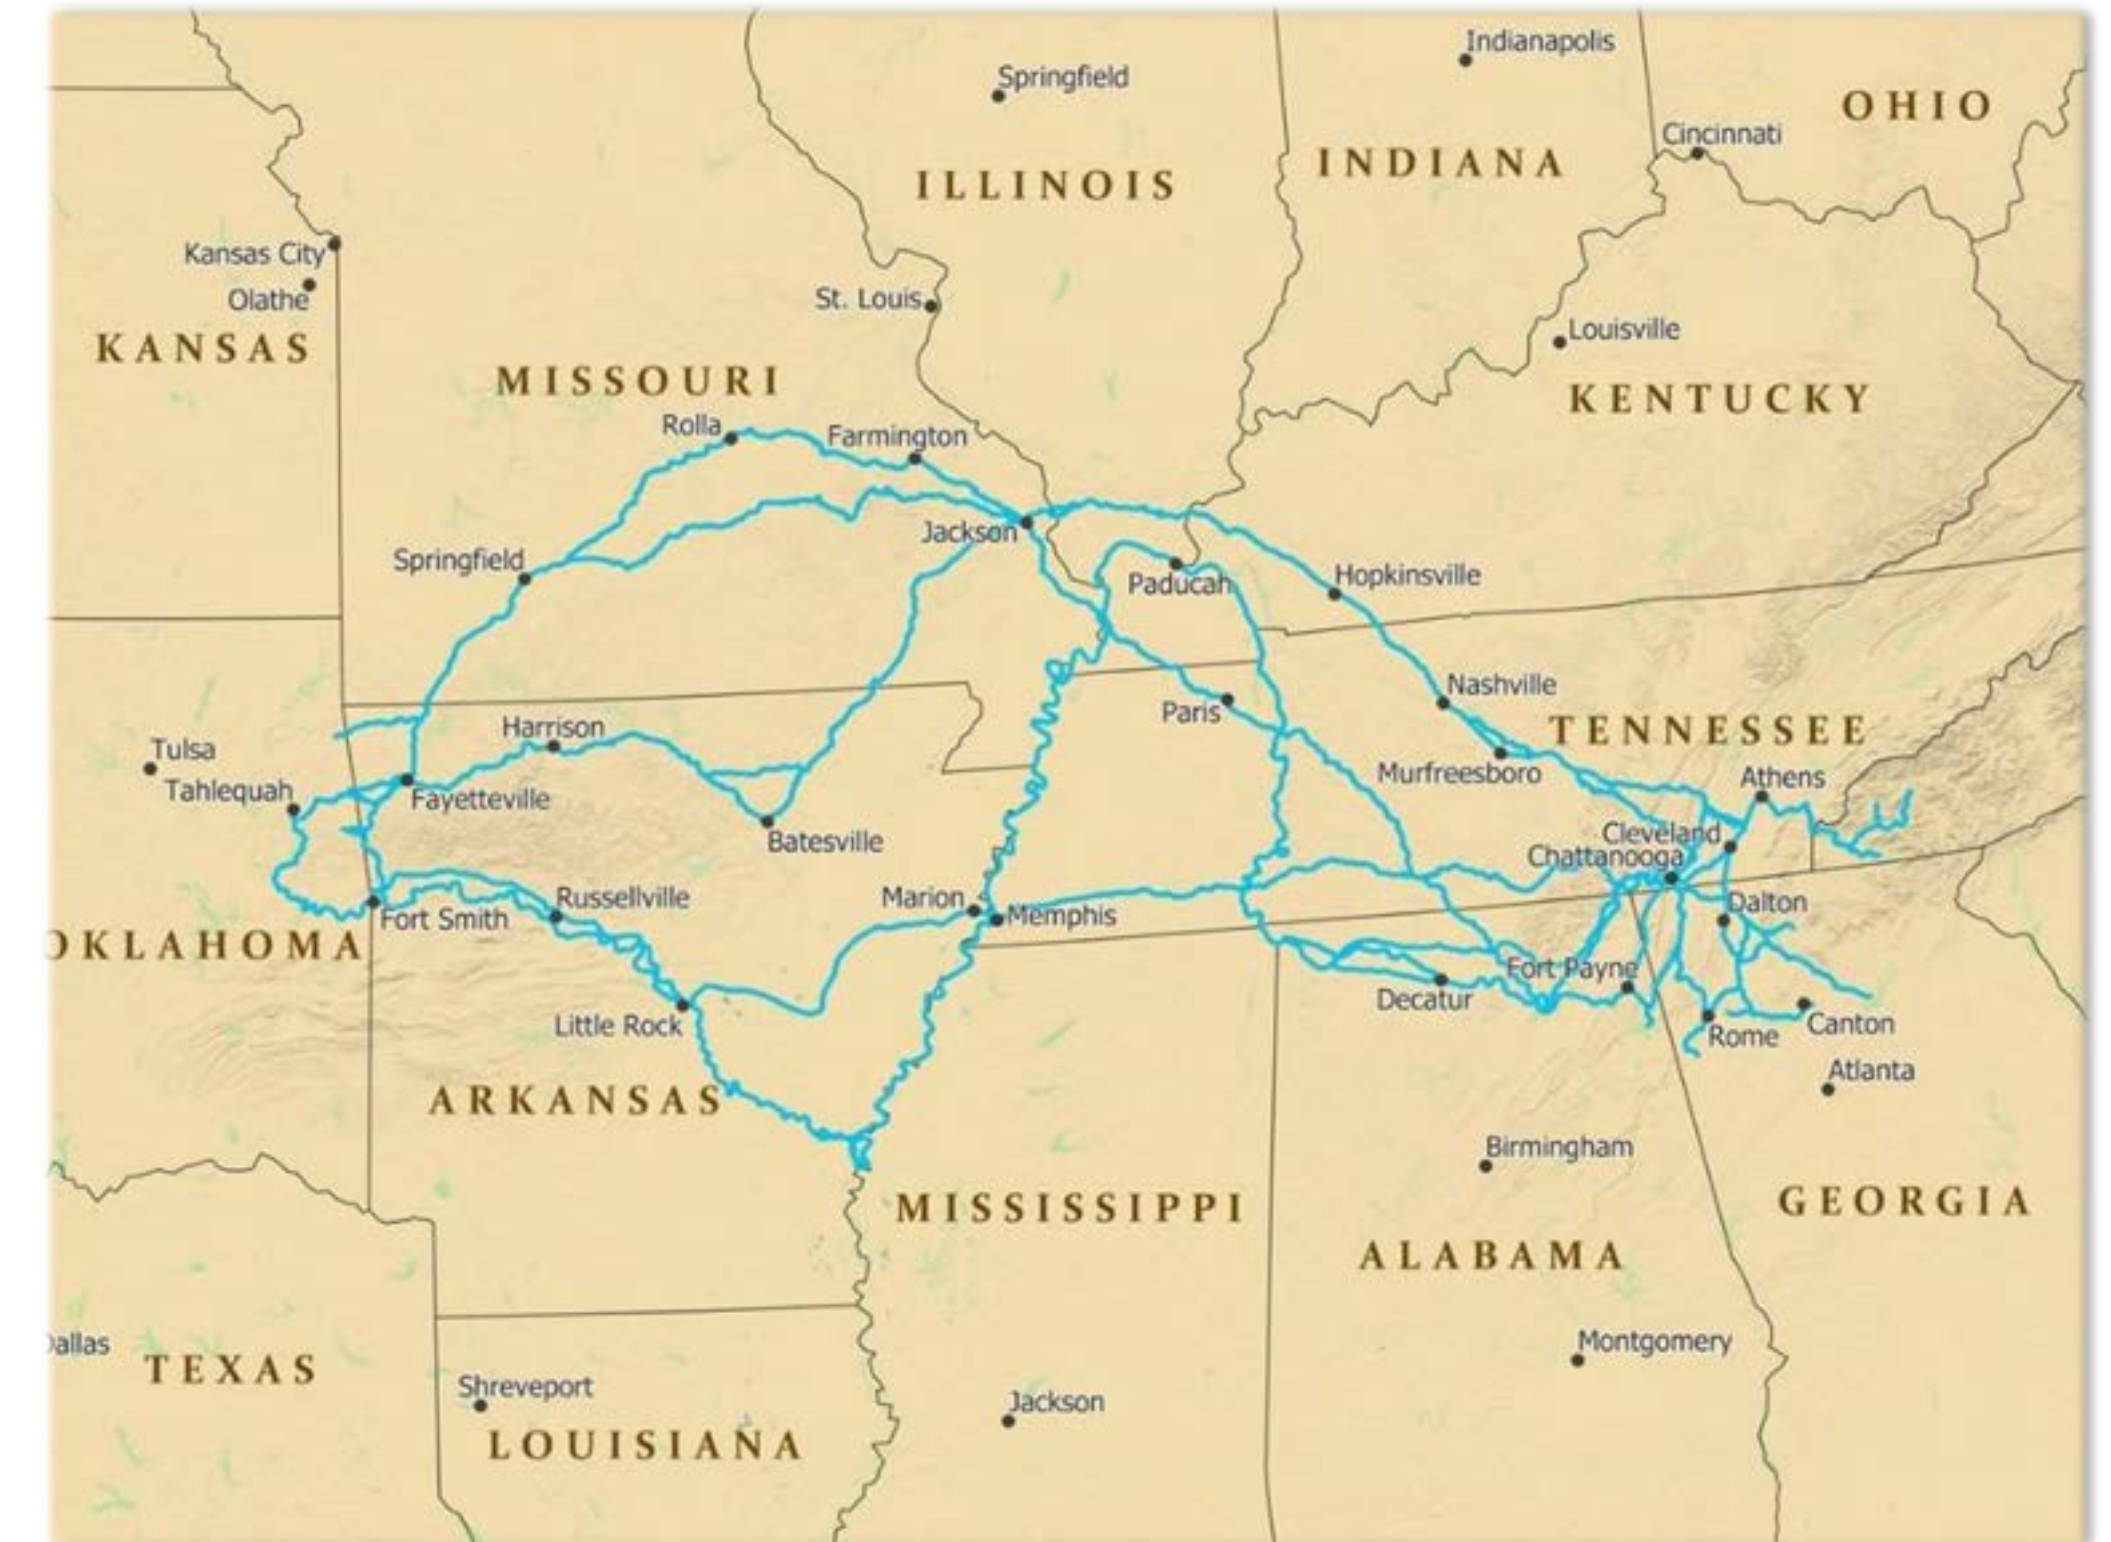 Indianapolis
Springfield
OHIO
Cincinnati
INDIANA
ILLINOIS
Kansas City
Olathe
St. Louis
Louisville
KANSAS
MISSOURI
KENTUCKY
Rolla
Farmington
Jackson
Springfield
Paducah
Hopkinsville
Nashville
Paris
TENNESSEE
Harrison
Tulsa
Tahlequah
Murfreesboro
Athens
Fayetteville
Batesville
Cleveland
Chattanooga
Marion
Memphis
Russellville
Fort Smith
Dalton
OKLAHOMA
Fort Payne
Decatur
Little Rock
Canton
Rome
Atlanta
ARKANSAS
Birmingham
MISSISSIPPI
GEORGIA
ALABAMA
Dallas
Montgomery
TEXAS
Shreveport
Jackson
LOUISIANA